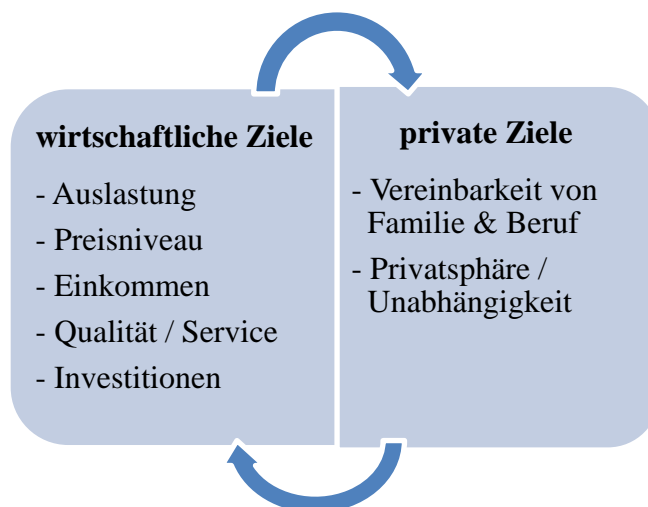 wirtschaftliche Ziele
- Auslastung
- Preisniveau
- Einkommen
- Qualität / Service
- Investitionen
private Ziele
- Vereinbarkeit von
Familie & Beruf
- Privatsphäre /
Unabhängigkeit